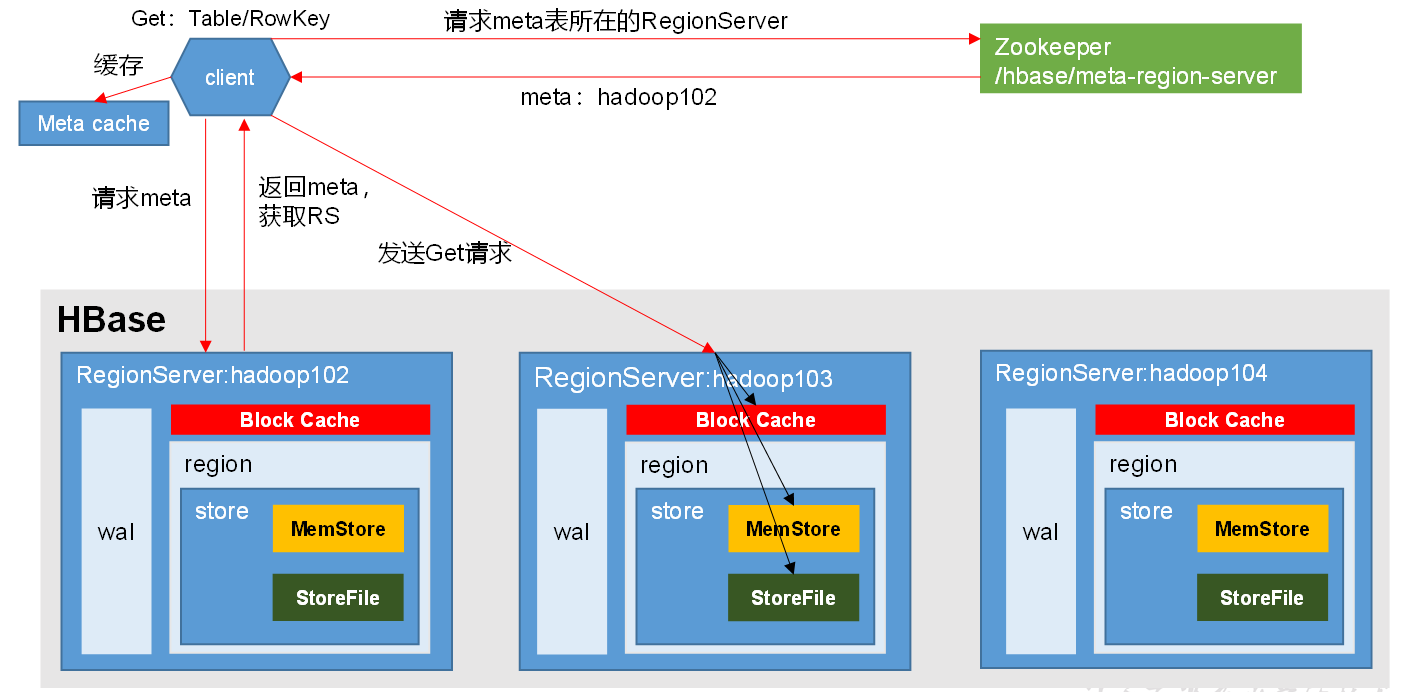 Get：Table/RowKey
请求meta表所在的RegionServer
Zookeeper
/hbase/meta-region-server
缓存
client
meta：hadoop102
Meta cache
请求meta
返回meta，
获取RS
发送Get请求
HBase
RegionServer:hadoop102
Block Cache
region
store
wal
MemStore
StoreFile
RegionServer:hadoop103
Block Cache
region
store
wal
MemStore
StoreFile
RegionServer:hadoop104
Block Cache
region
store
wal
MemStore
StoreFile